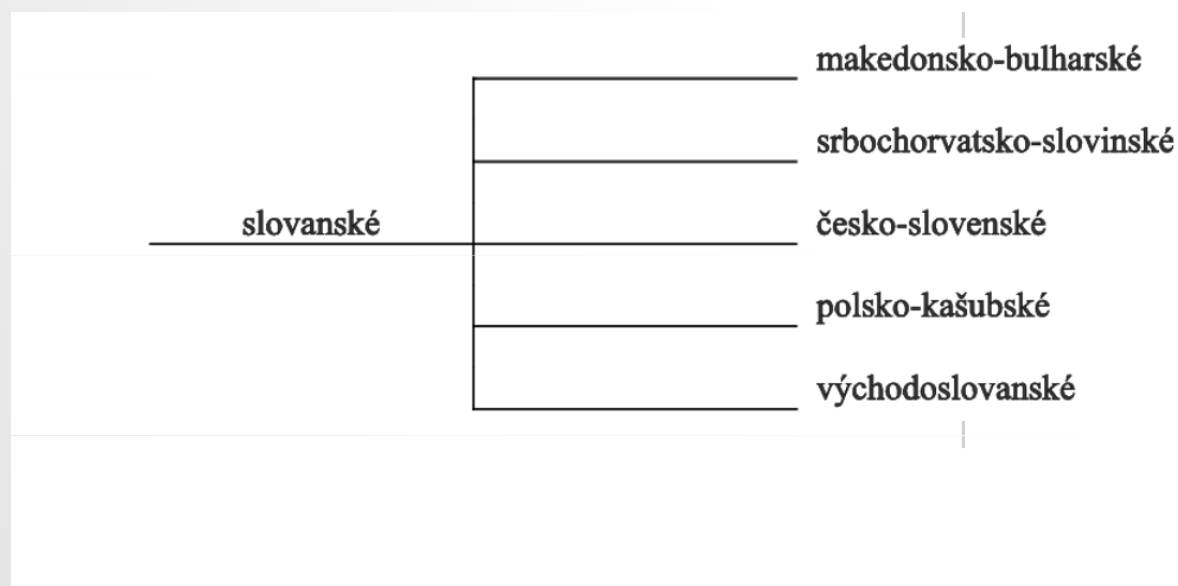 makedonsko-bulharské
srbochorvatsko-slovinské
slovanské
česko-slovenské
polsko-kašubské
východoslovanské